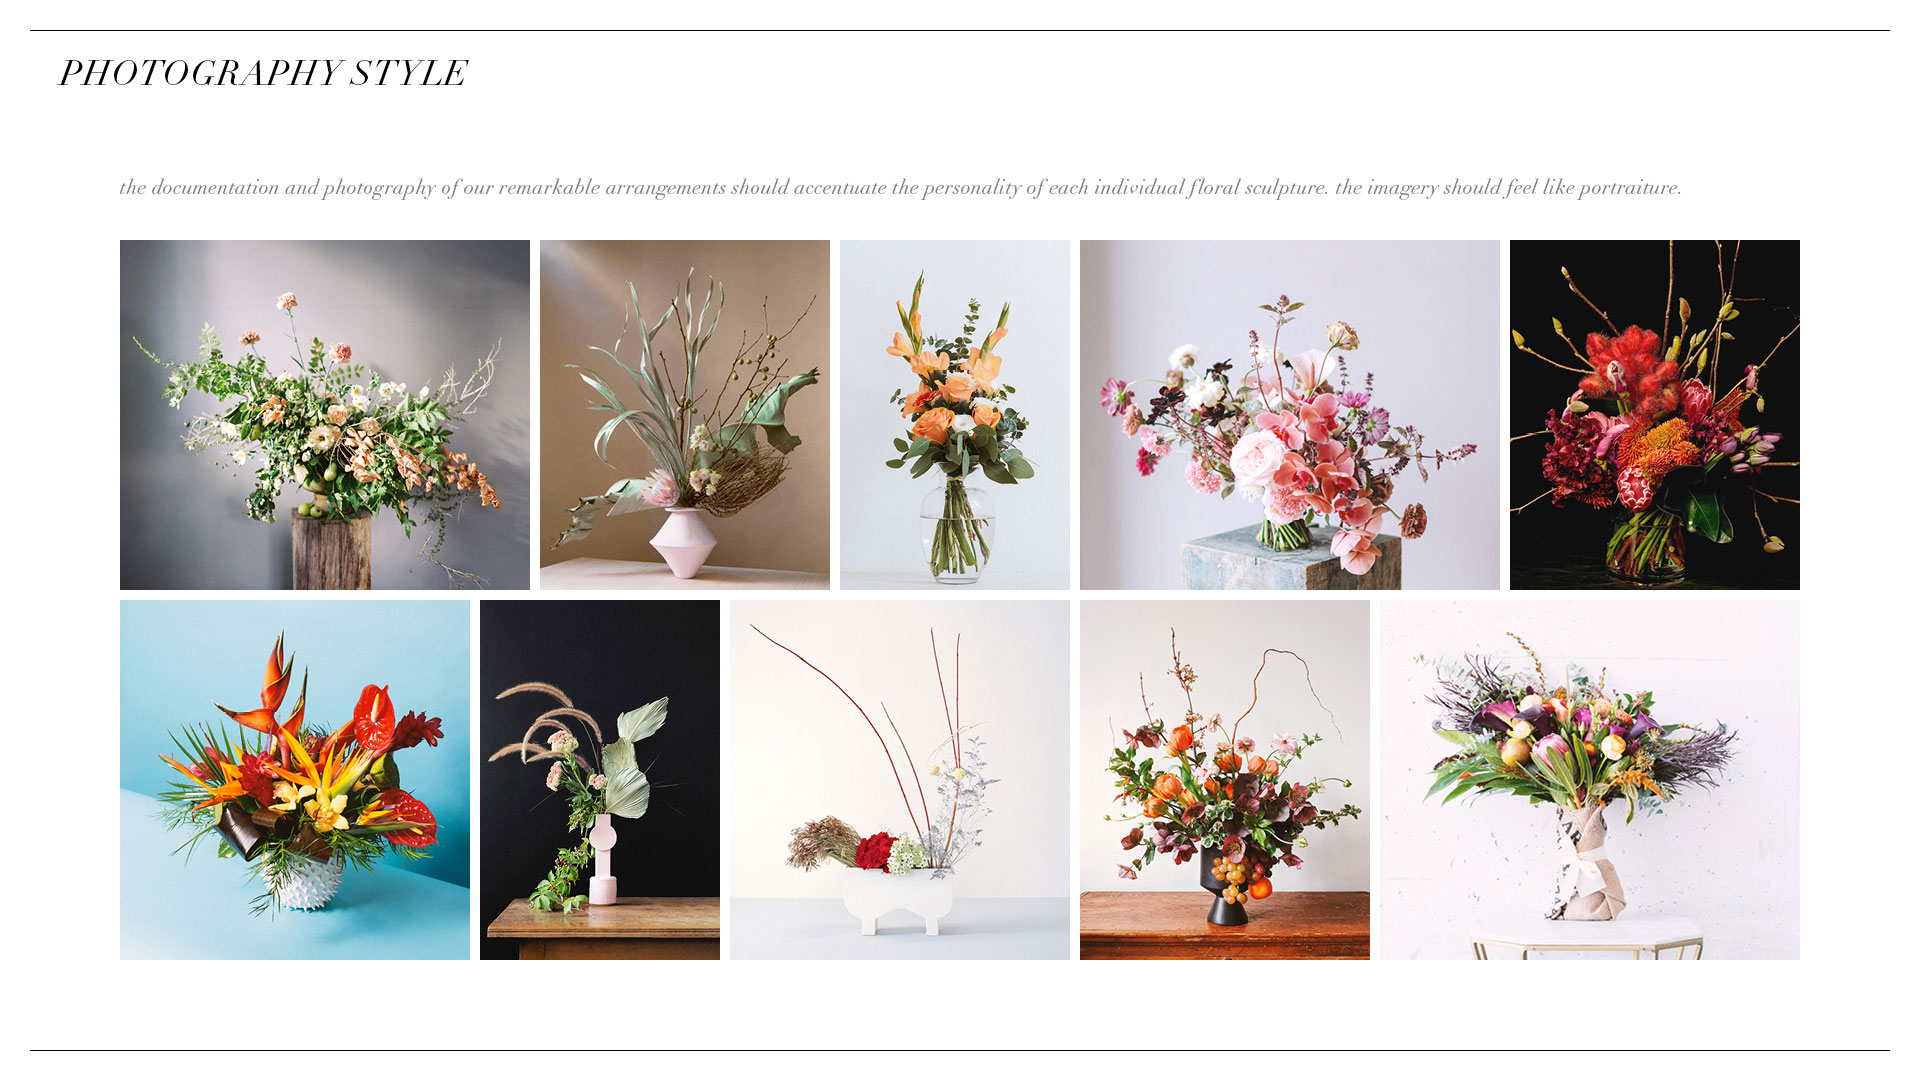 PHOTOGRAPHY STYLE
the documentation and photography of our remarkable arrangements should accentuate the personality of each individual floral sculpture. the imagery should feel like portraiture.